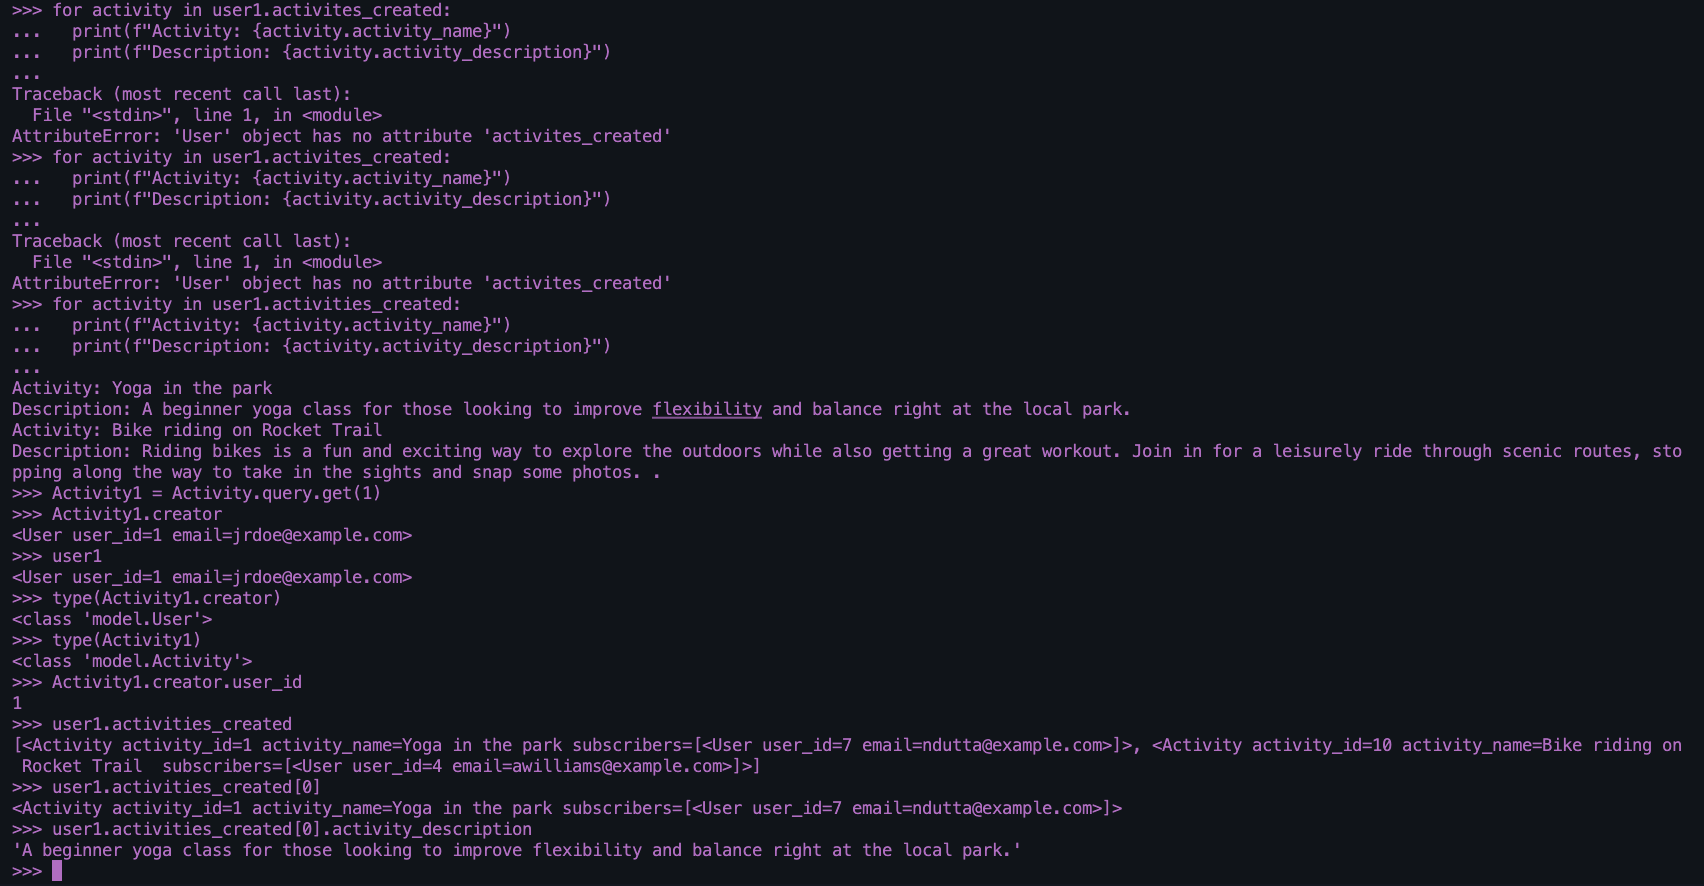 >>> for activity in user1.activites_created:
...   print(f"Activity: {activity.activity_name}")
...   print(f"Description: {activity.activity_description}")
...
Traceback (most recent call last):
  File "<stdin>", line 1, in <module>
AttributeError: 'User' object has no attribute 'activites_created'
>>> for activity in user1.activites_created:
...   print(f"Activity: {activity.activity_name}")
...   print(f"Description: {activity.activity_description}")
...
Traceback (most recent call last):
  File "<stdin>", line 1, in <module>
AttributeError: 'User' object has no attribute 'activites_created'
>>> for activity in user1.activities_created:
...   print(f"Activity: {activity.activity_name}")
...   print(f"Description: {activity.activity_description}")
...
Activity: Yoga in the park
Description: A beginner yoga class for those looking to improve flexibility and balance right at the local park.
Activity: Bike riding on Rocket Trail
Description: Riding bikes is a fun and exciting way to explore the outdoors while also getting a great workout. Join in for a leisurely ride through scenic routes, sto
pping along the way to take in the sights and snap some photos. .
>>> Activity1 = Activity.query.get(1)
>>> Activity1.creator
<User user_id=1 email=jrdoe@example.com>
>>> user1
<User user_id=1 email=jrdoe@example.com>
>>> type(Activity1.creator)
<class 'model.User'>
>>> type(Activity1)
<class 'model.Activity'>
>>> Activity1.creator.user_id
1
>>> user1.activities_created
[<Activity activity_id=1 activity_name=Yoga in the park subscribers=[<User user_id=7 email=ndutta@example.com>]>, <Activity activity_id=10 activity_name=Bike riding on
 Rocket Trail  subscribers=[<User user_id=4 email=awilliams@example.com>]>]
>>> user1.activities_created[0]
<Activity activity_id=1 activity_name=Yoga in the park subscribers=[<User user_id=7 email=ndutta@example.com>]>
>>> user1.activities_created[0].activity_description
'A beginner yoga class for those looking to improve flexibility and balance right at the local park.'
>>>